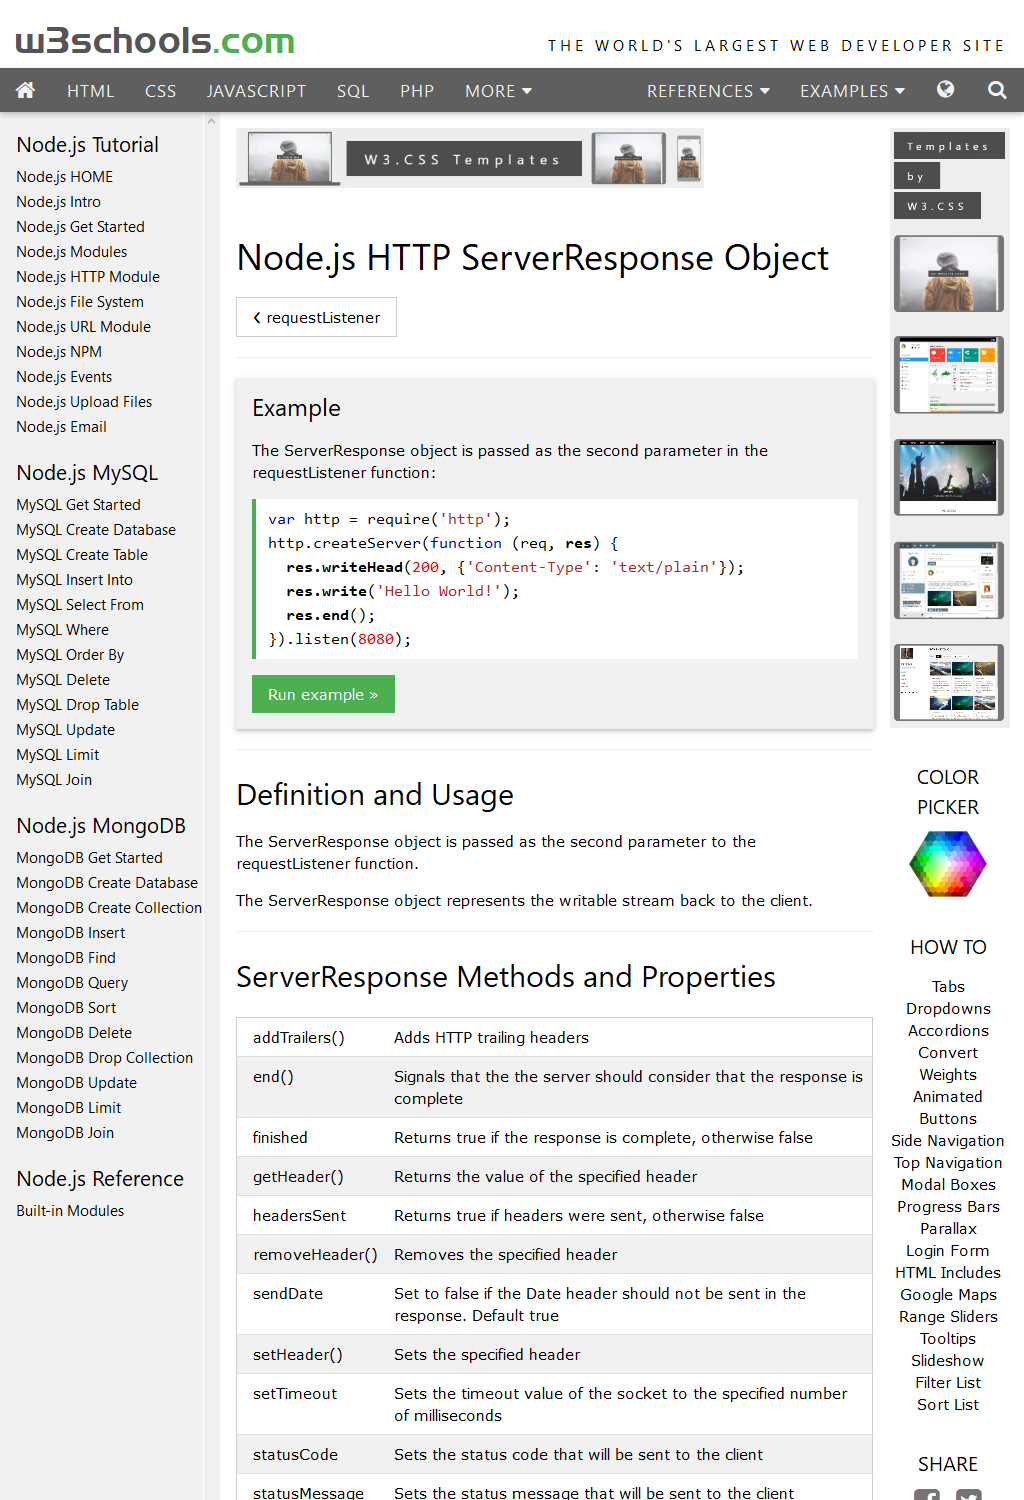 w3schools.com
THE WORLD'S LARGEST WEB DEVELOPER SITE
HTML CSS JAVASCRIPT SQL PHP MORE REFERENCES EXAMPLES
Node.js Tutorial
Node.js HOME
Node.js Intro
Node.js Get Started
Node.js Modules
Node.js HTTP Module
Node.js File System
Node.js URL Module
Node.js NPM
Node.js Events
Node.js Upload Files
Node.js Email
Node.js MySQL
MySQL Get Started
MySQL Create Database
MySQL Create Table
MySQL Insert Into
MySQL Select From
MySQL Where
MySQL Order By
MySQL Delete
MySQL Drop Table
MySQL Update
MySQL Limit
MySQL Join
Node.js MongoDB
MongoDB Get Started
MongoDB Create Database
MongoDB Create Collection
MongoDB Insert
MongoDB Find
MongoDB Query
MongoDB Sort
MongoDB Delete
MongoDB Drop Collection
MongoDB Update
MongoDB Limit
MongoDB Join
Node.js Reference
Built-in Modules
W3.CSS Templates
Node.js HTTP ServerResponse Object
❮ requestListener
Example
The ServerResponse object is passed as the second parameter in the
requestListener function:
var http = require('http');
http.createServer(function (req, res) {
  res.writeHead(200, {'Content-Type': 'text/plain'});
  res.write('Hello World!');
  res.end();
}).listen(8080);
Run example »
Definition and Usage
The ServerResponse object is passed as the second parameter to the
requestListener function.
The ServerResponse object represents the writable stream back to the client.
ServerResponse Methods and Properties
addTrailers() Adds HTTP trailing headers
end() Signals that the the server should consider that the response is
complete
finished Returns true if the response is complete, otherwise false
getHeader() Returns the value of the specified header
headersSent Returns true if headers were sent, otherwise false
removeHeader() Removes the specified header
sendDate Set to false if the Date header should not be sent in the
response. Default true
setHeader() Sets the specified header
setTimeout Sets the timeout value of the socket to the specified number
of milliseconds
statusCode Sets the status code that will be sent to the client
statusMessage Sets the status message that will be sent to the client
Templates
by
W3.CSS
COLOR
PICKER
HOW TO
Tabs
Dropdowns
Accordions
Convert
Weights
Animated
Buttons
Side Navigation
Top Navigation
Modal Boxes
Progress Bars
Parallax
Login Form
HTML Includes
Google Maps
Range Sliders
Tooltips
Slideshow
Filter List
Sort List
SHARE